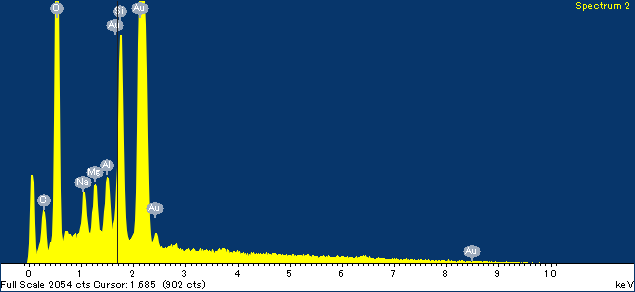 Spectrum 2
O
Si
Au
Au
Al
Mg
Na
Au
Au
0 1 2 3 4 5 6 7 8 9 10
Full Scale 2054 cts Cursor: 1.685 (902 cts) keV